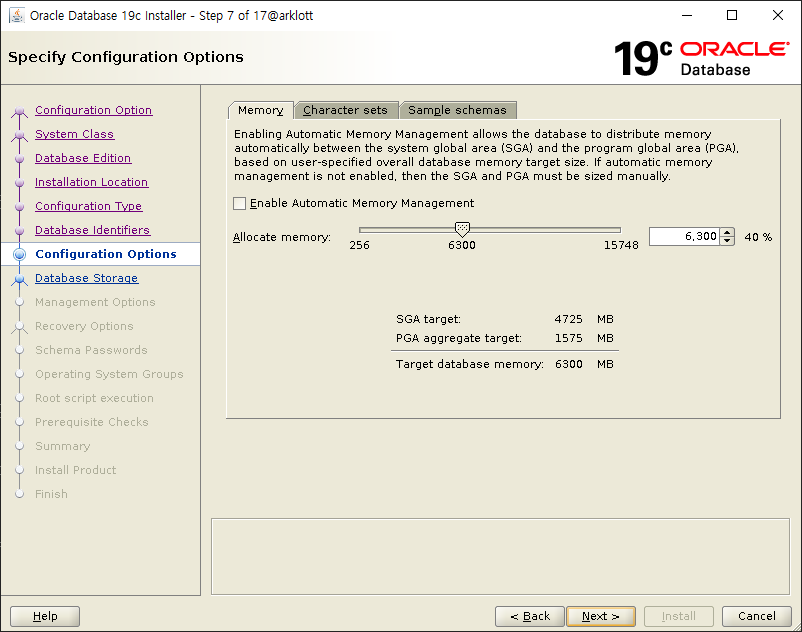 Oracle Database 19c Installer - Step 7 of 17@arklott
Specify Configuration Options
19c ORACLE
Database
Configuration Option
System Class
Database Edition
Installation Location
Configuration Type
Database Identifiers
Configuration Options
Database Storage
Management Options
Recovery Options
Schema Passwords
Operating System Groups
Root script execution
Prerequisite Checks
Summary
Install Product
Finish
Memory Character sets Sample schemas
Enabling Automatic Memory Management allows the database to distribute memory
automatically between the system global area (SGA) and the program global area (PGA),
based on user-specified overall database memory target size. If automatic memory
management is not enabled, then the SGA and PGA must be sized manually.
Enable Automatic Memory Management
Allocate memory: 256 6300 15748 6,300 40 %
SGA target: 4725 MB
PGA aggregate target: 1575 MB
Target database memory: 6300 MB
Help < Back Next > Install Cancel